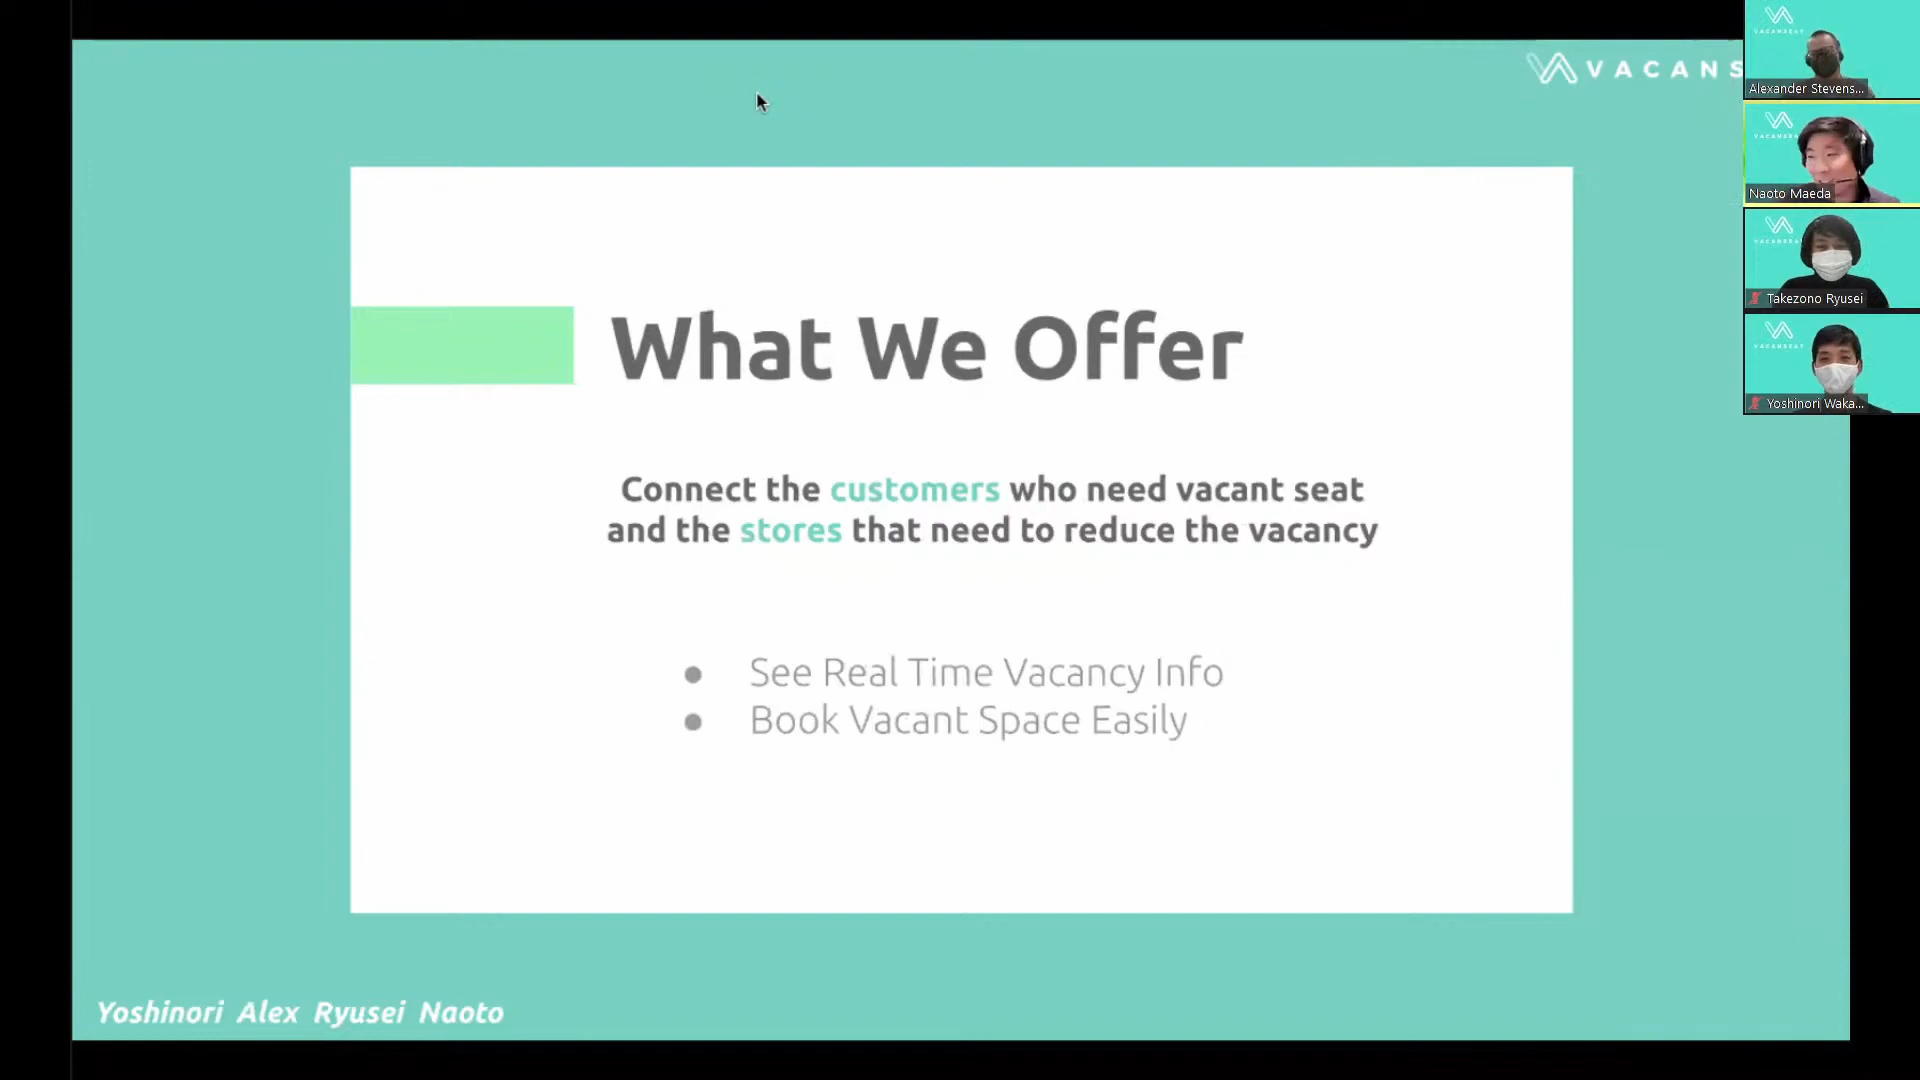 VACANS
What We Offer
Connect the customers who need vacant seat
and the stores that need to reduce the vacancy
● See Real Time Vacancy Info
● Book Vacant Space Easily
Yoshinori Alex Ryusei Naoto
Alexander Stevens...
Naoto Maeda
Takezono Ryusei
VACANSEAT
Yoshinori Waka...